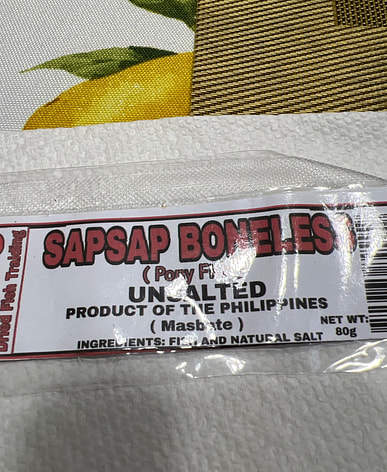 Dried Fish Trading
SAPSAP BONELESS
( Pony Fi
UNSALTED
PRODUCT OF THE PHILIPPINES
( Masbate )
NET WT:
80g
INGREDIENTS: FISH AND NATURAL SALT